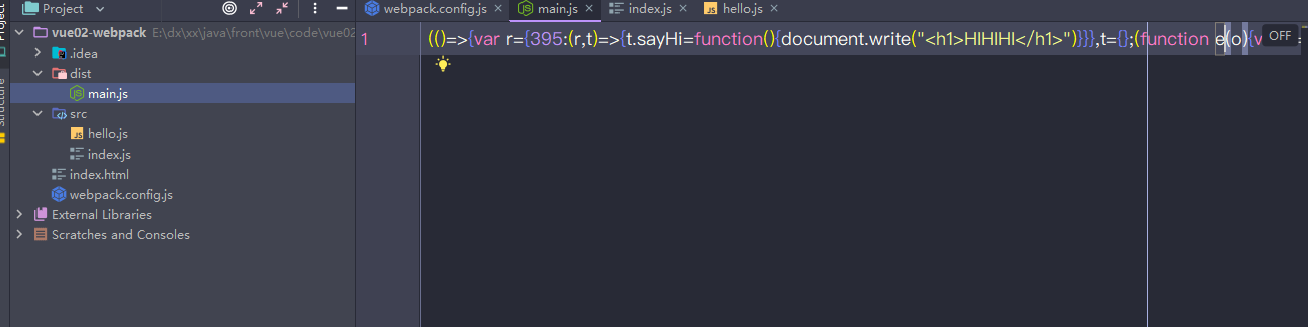 Project
Project
webpack.config.js
main.js
index.js
hello.js
vue02-webpack E:\dx\xx\java\front\vue\code\vue02
.idea
dist
main.js
src
hello.js
index.js
index.html
webpack.config.js
External Libraries
Scratches and Consoles
1 (()=>{var r={395:(r,t)=>{t.sayHi=function(){document.write("<h1>HIHIHI</h1>")}}},t={};(function e(o){v =
OFF
Structure